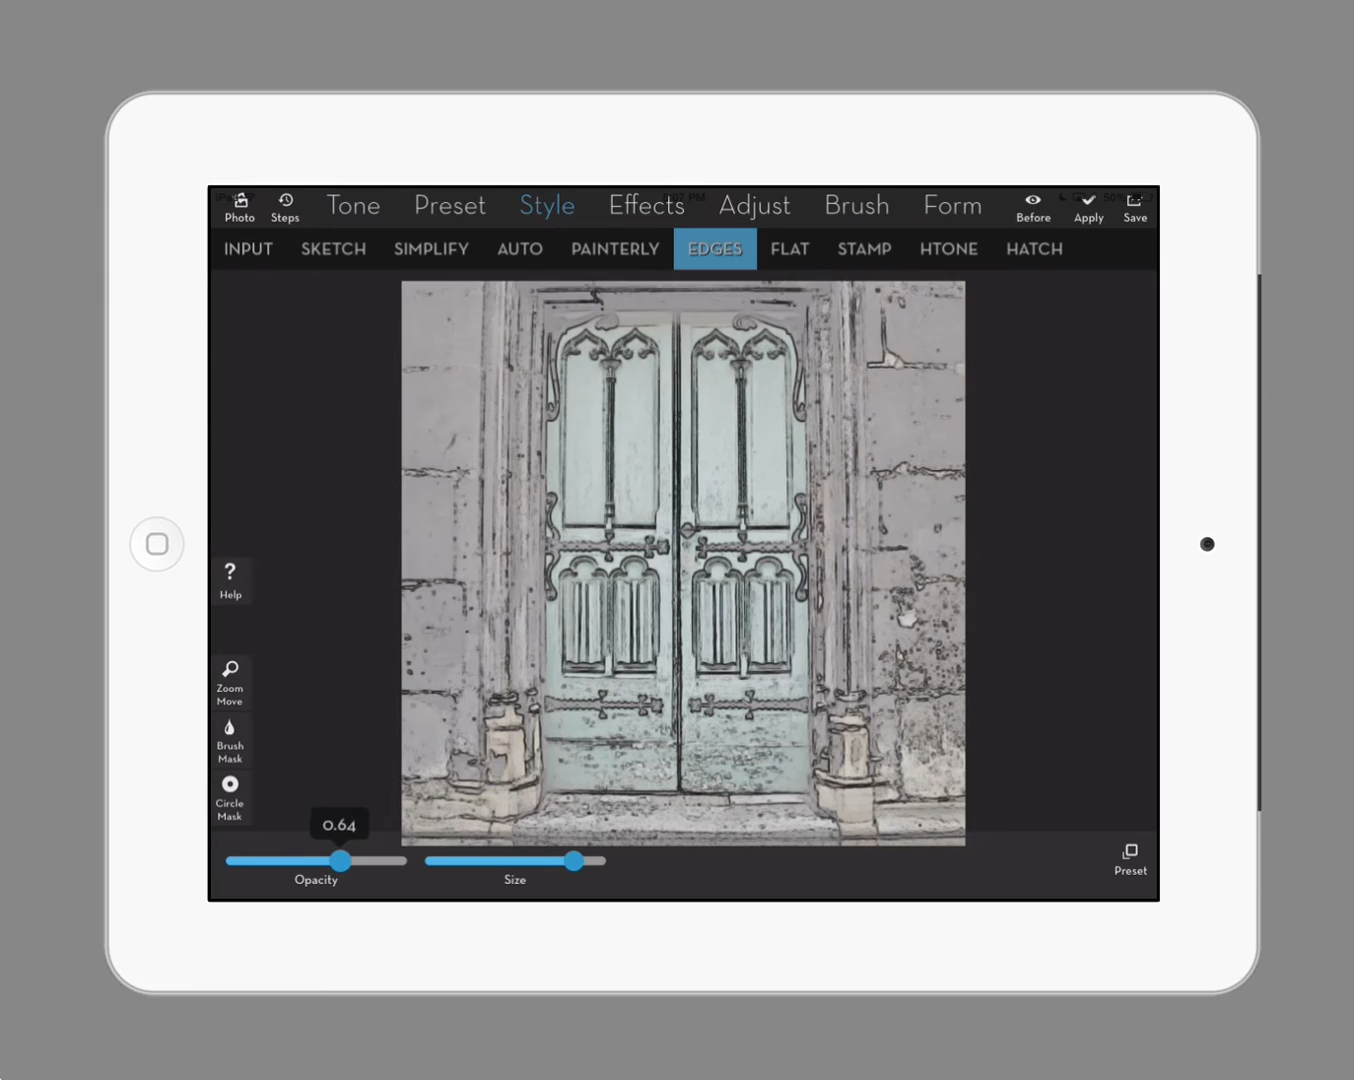 Photo Steps Tone Preset Style Effects Adjust Brush Form Before Apply Save
INPUT SKETCH SIMPLIFY AUTO PAINTERLY EDGES FLAT STAMP HTONE HATCH
?
Help
Zoom
Move
Brush
Mask
Circle
Mask
0.64
Opacity Size
Preset